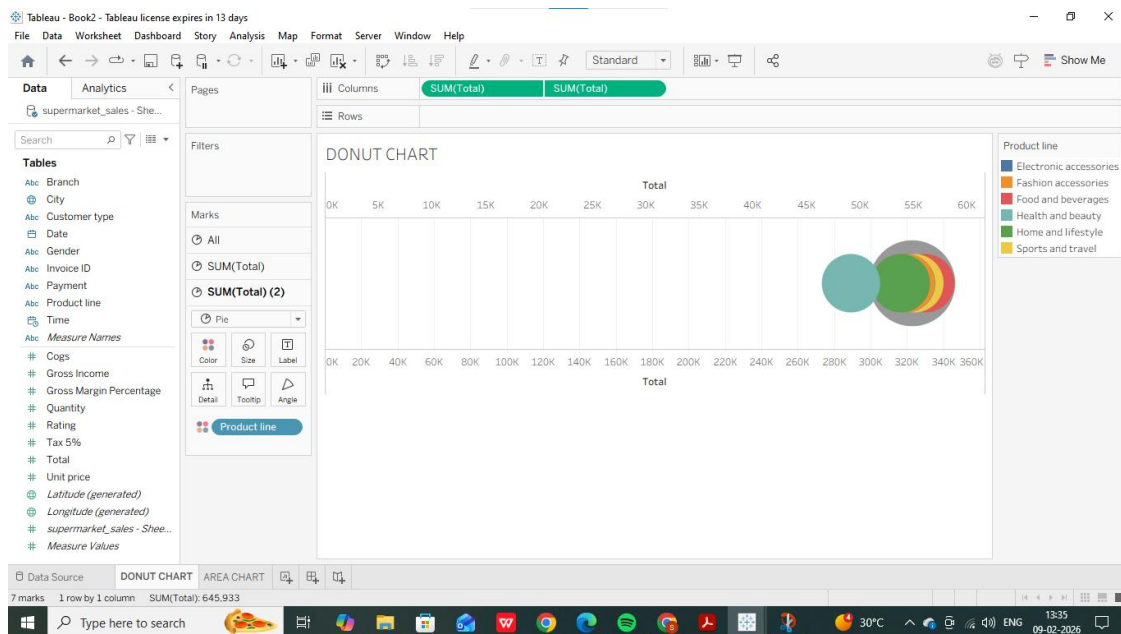 Tableau - Book2 - Tableau license expires in 13 days
File Data Worksheet Dashboard Story Analysis Map Format Server Window Help
Standard
Show Me
Data Analytics
supermarket_sales - She...
Search
Tables
Abc Branch
City
Abc Customer type
Date
Abc Gender
Abc Invoice ID
Abc Payment
Abc Product line
Time
Abc Measure Names
# Cogs
# Gross Income
# Gross Margin Percentage
# Quantity
# Rating
# Tax 5%
# Total
# Unit price
Latitude (generated)
Longitude (generated)
# supermarket_sales - Shee...
# Measure Values
Pages
Filters
Marks
All
SUM(Total)
SUM(Total) (2)
Pie
Color Size Label
Detail Tooltip Angle
Product line
Columns SUM(Total) SUM(Total)
Rows
DONUT CHART
Total
0K 5K 10K 15K 20K 25K 30K 35K 40K 45K 50K 55K 60K
0K 20K 40K 60K 80K 100K 120K 140K 160K 180K 200K 220K 240K 260K 280K 300K 320K 340K 360K
Total
Product line
Electronic accessories
Fashion accessories
Food and beverages
Health and beauty
Home and lifestyle
Sports and travel
Data Source DONUT CHART AREA CHART
7 marks 1 row by 1 column SUM(Total): 645,933
Type here to search
30°C
ENG
13:35
09-02-2026